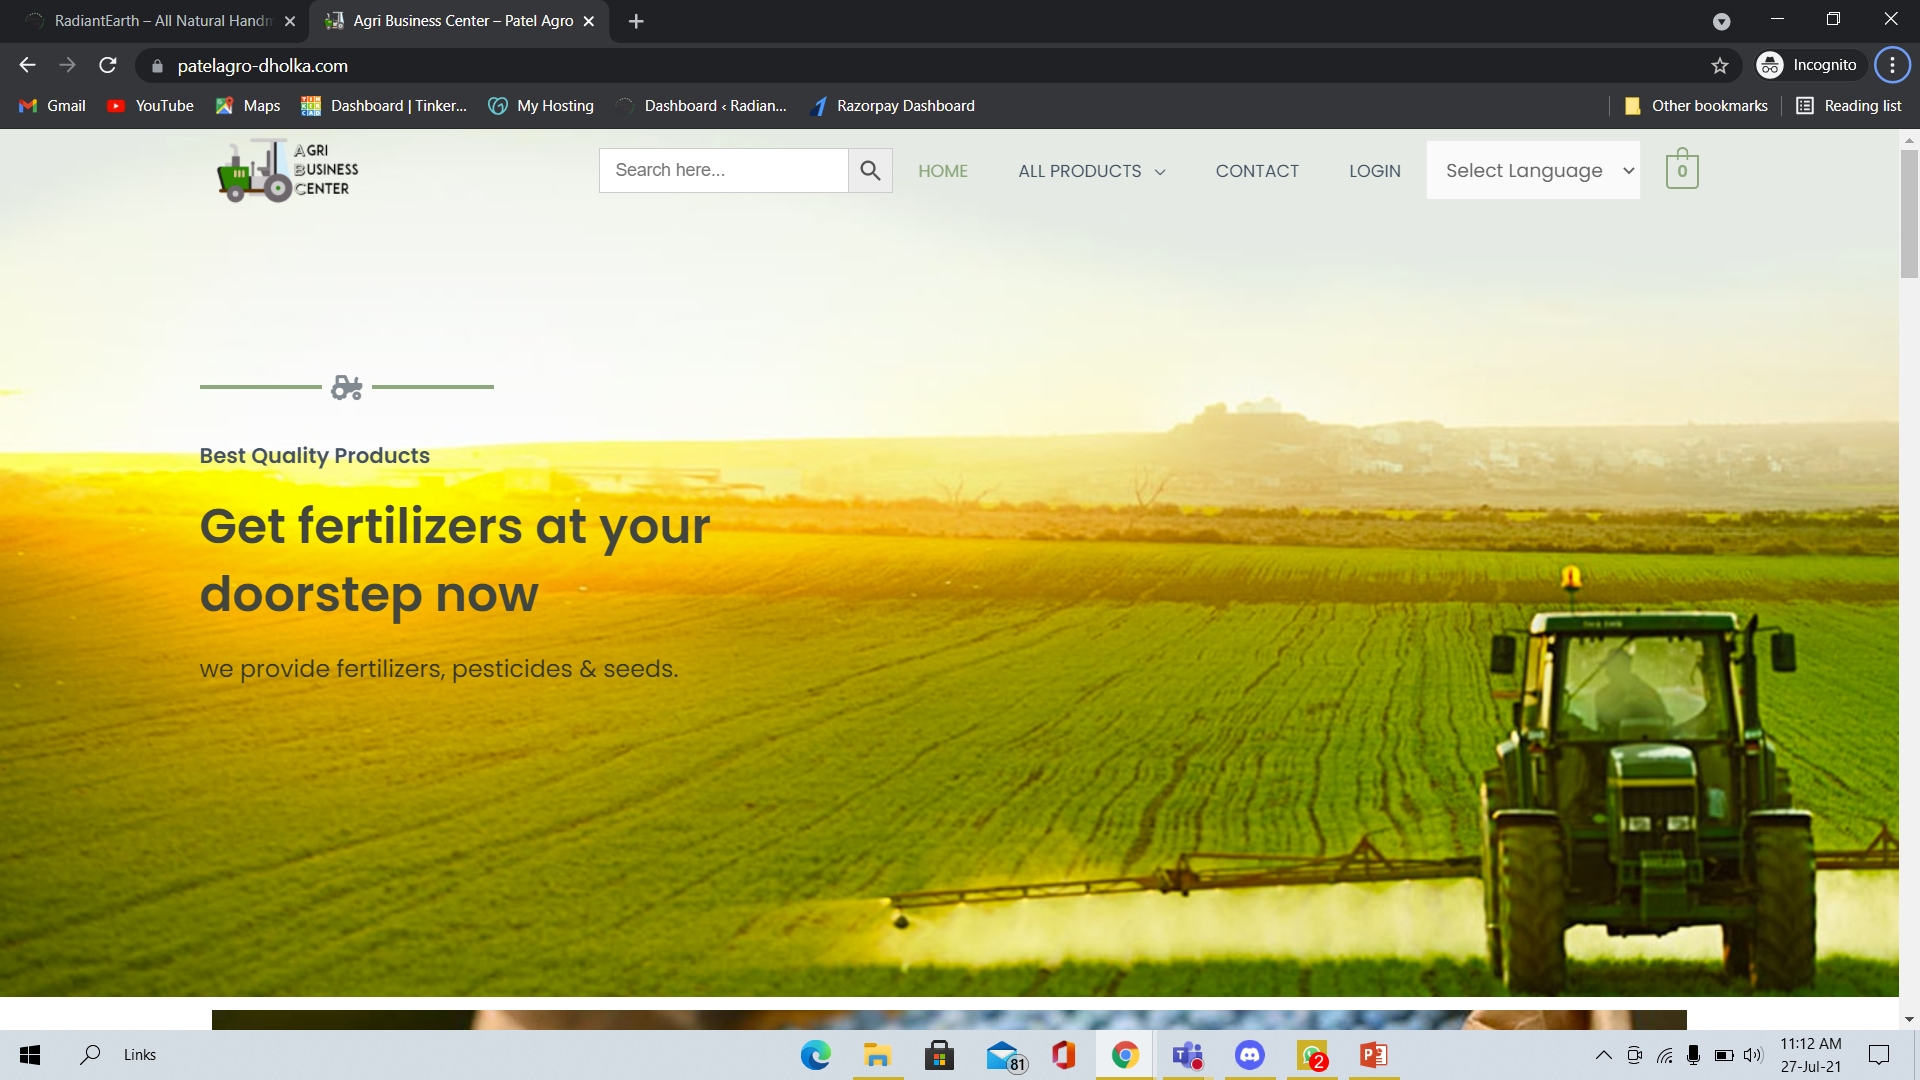 RadiantEarth – All Natural Handm
Agri Business Center – Patel Agro
patelagro-dholka.com
Incognito
Gmail
YouTube
Maps
Dashboard | Tinker...
My Hosting
Dashboard ‹ Radian...
Razorpay Dashboard
Other bookmarks
Reading list
AGRI
BUSINESS
CENTER
Search here...
HOME
ALL PRODUCTS
CONTACT
LOGIN
Select Language
0
Best Quality Products
Get fertilizers at your
doorstep now
we provide fertilizers, pesticides & seeds.
Links
81
2
11:12 AM
27-Jul-21